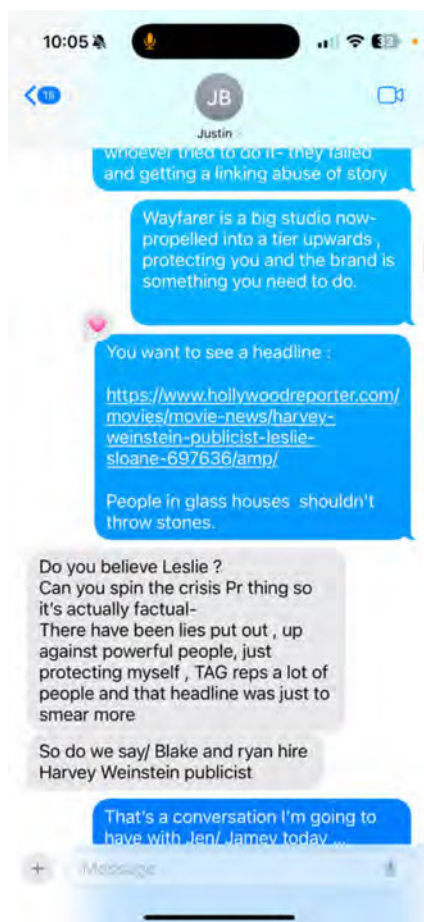 10:05
33
16
JB
Justin
whoever tried to do it- they failed
and getting a linking abuse of story
Wayfarer is a big studio now-
propelled into a tier upwards ,
protecting you and the brand is
something you need to do.
You want to see a headline :
https://www.hollywoodreporter.com/
movies/movie-news/harvey-
weinstein-publicist-leslie-
sloane-697636/amp/
People in glass houses shouldn't
throw stones.
Do you believe Leslie ?
Can you spin the crisis Pr thing so
it's actually factual-
There have been lies put out , up
against powerful people, just
protecting myself , TAG reps a lot of
people and that headline was just to
smear more
So do we say/ Blake and ryan hire
Harvey Weinstein publicist
That's a conversation I'm going to
have with Jen/ Jamey today ...
Message